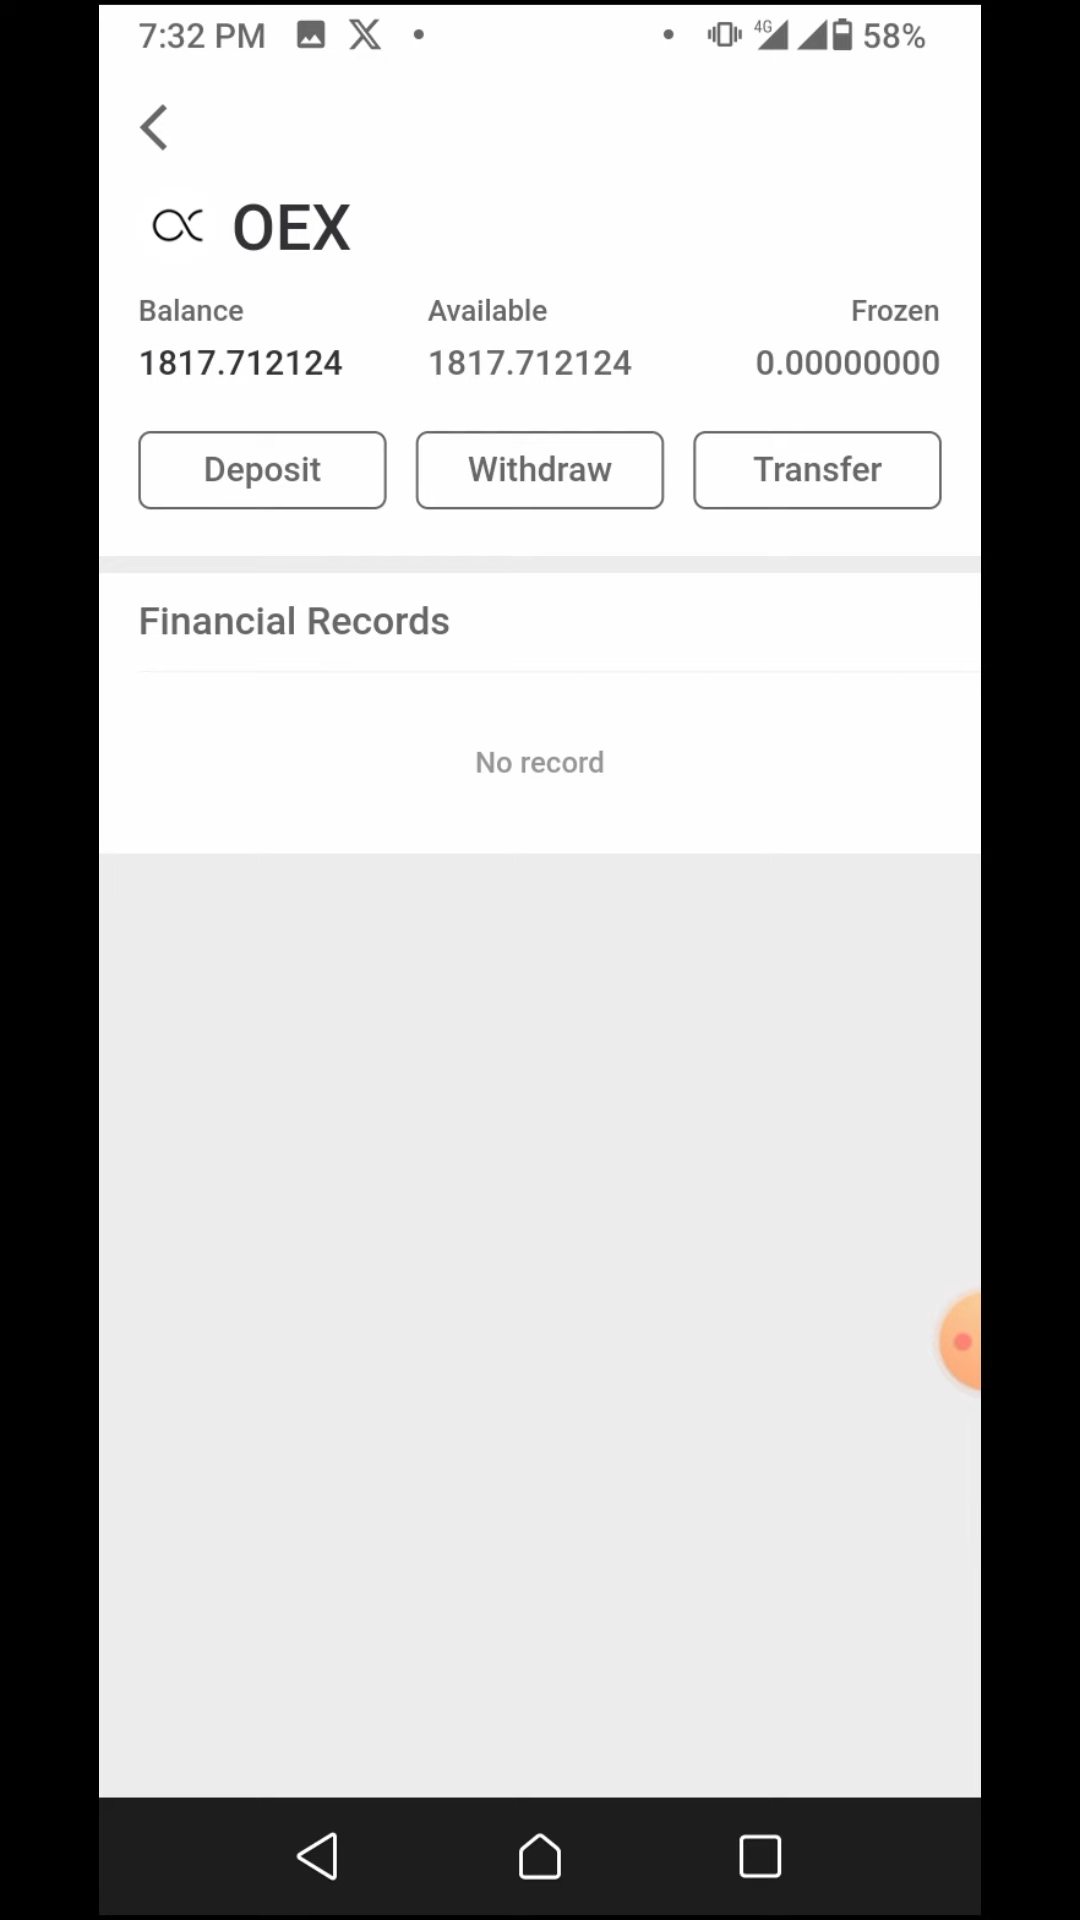 7:32 PM 4G 58%
OEX
Balance Available Frozen
1817.712124 1817.712124 0.00000000
Deposit Withdraw Transfer
Financial Records
No record